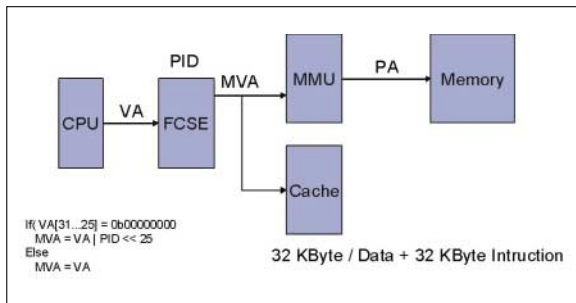 PID
MVA
VA
CPU
FCSE
MMU
PA
Memory
Cache
If( VA[31...25] = 0b00000000
MVA = VA | PID << 25
Else
MVA = VA
32 KByte / Data + 32 KByte Intruction